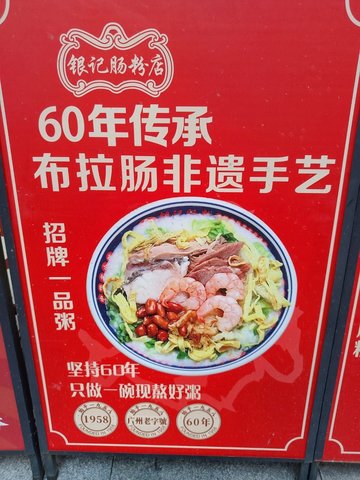 银记肠粉店
60年传承
布拉肠非遗手艺
招牌一品粥
坚持60年
只做一碗现熬好粥
1958
广州老字號
60年